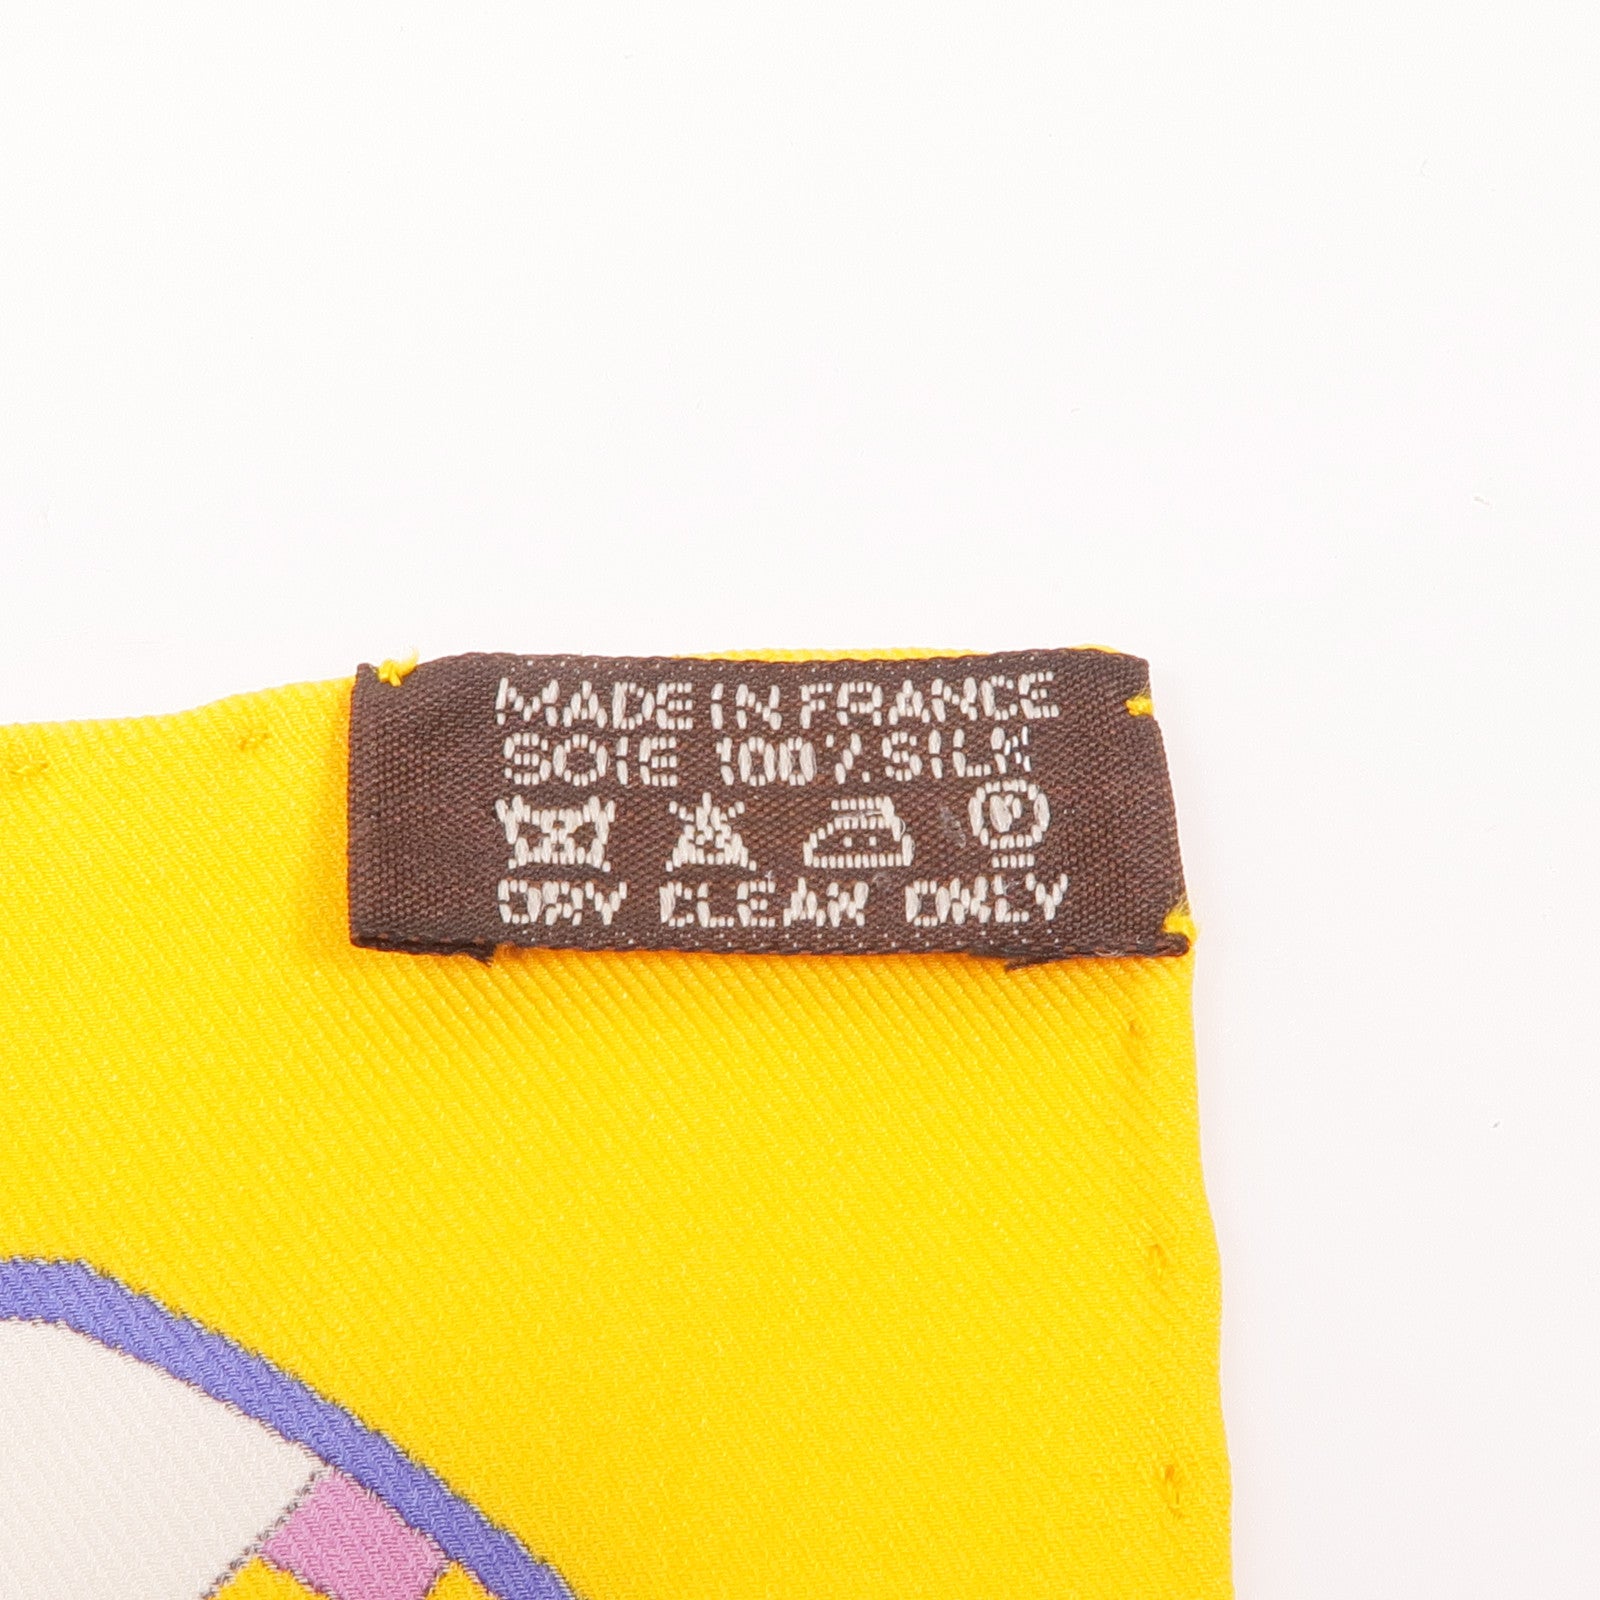 MADE IN FRANCE
SOIE 100% SILK
P
DRY CLEAN ONLY